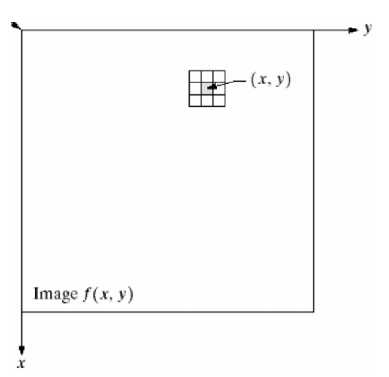 y
(x, y)
Image f(x, y)
x